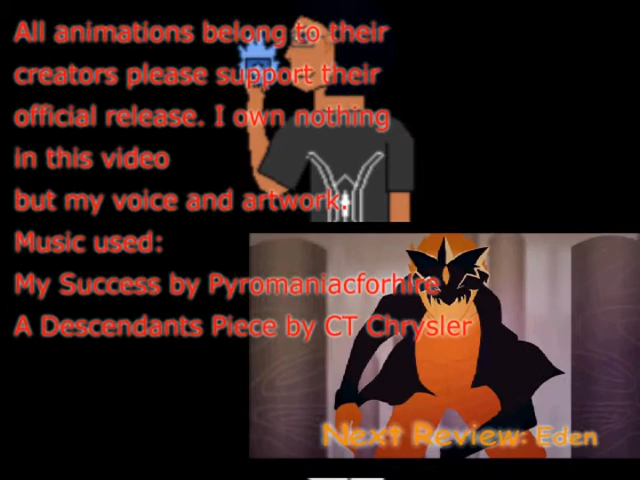 All animations belong to their
creators please support their
official release. I own nothing
in this video
but my voice and artwork.
Music used:
My Success by Pyromaniacforhire
A Descendants Piece by CT Chrysler
Next Review: Eden